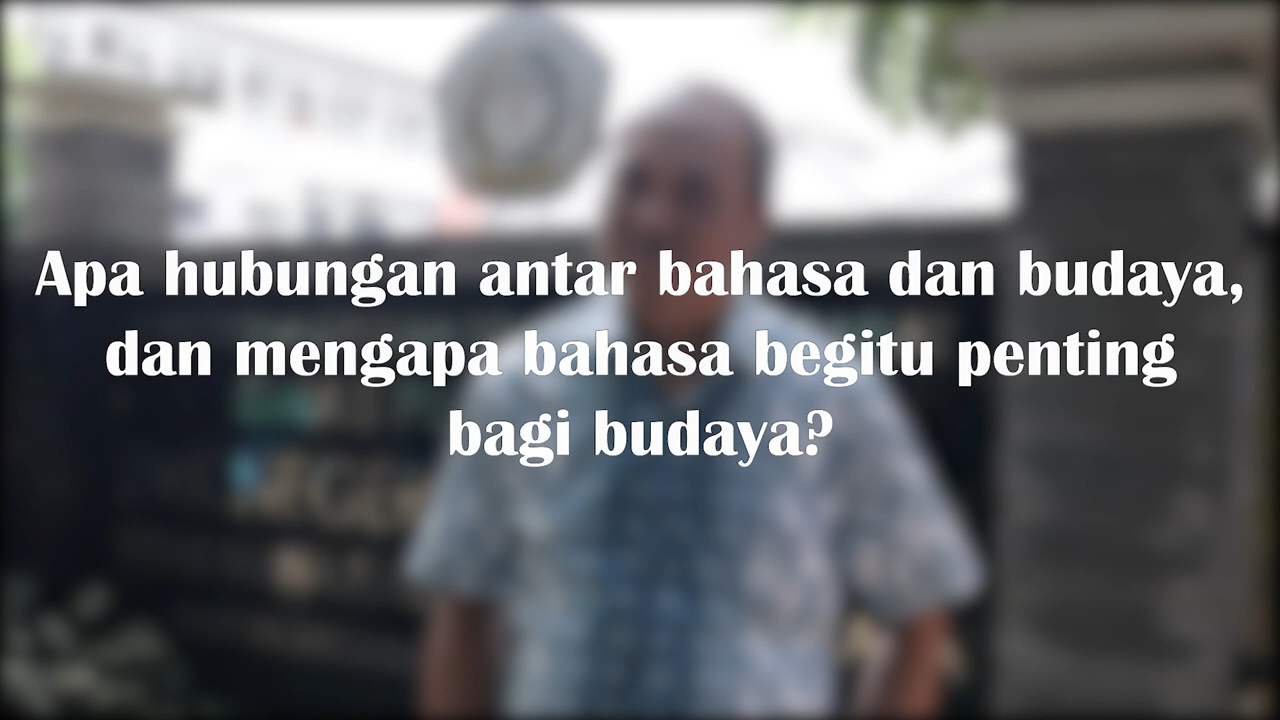 Apa hubungan antar bahasa dan budaya,
dan mengapa bahasa begitu penting
bagi budaya?